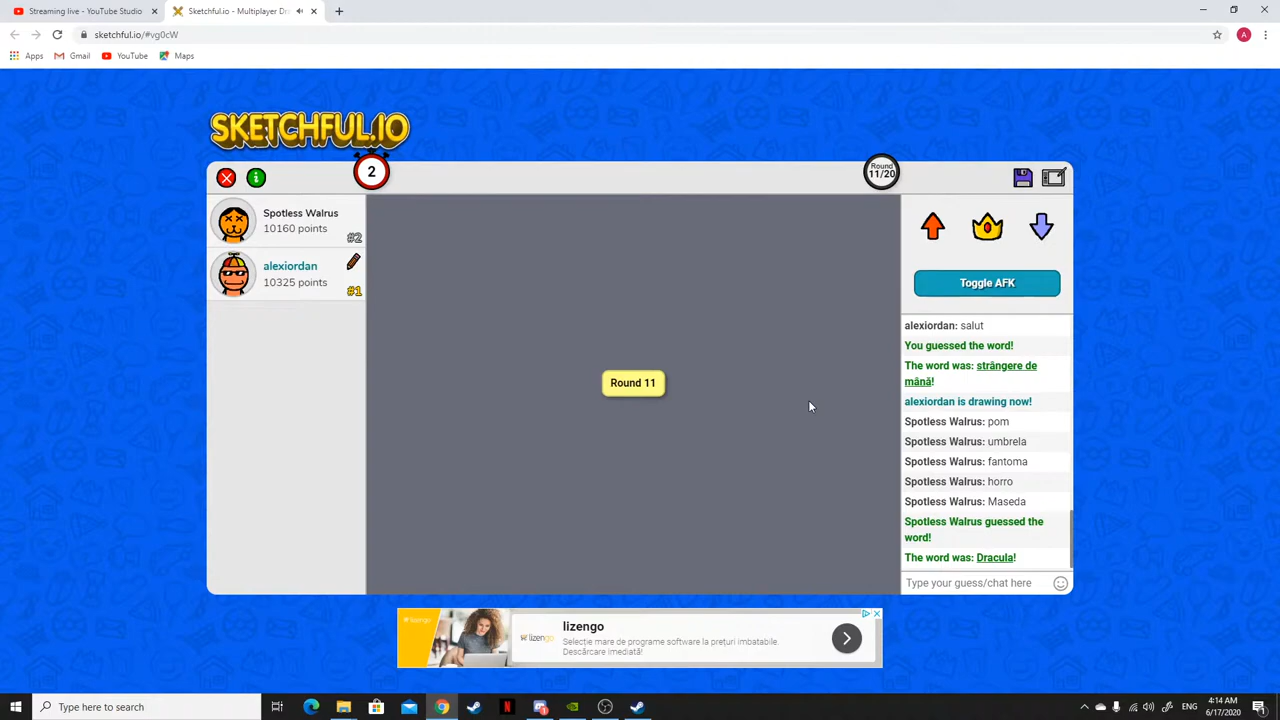 Streaming live - YouTube Studio
Sketchful.io - Multiplayer Dr
sketchful.io/#vg0cW
A
Apps
Gmail
YouTube
Maps
SKETCHFUL.IO
2
Round
11/20
Spotless Walrus
10160 points
#2
alexiordan
10325 points
#1
Round 11
Toggle AFK
alexiordan: salut
You guessed the word!
The word was: strângere de
mână!
alexiordan is drawing now!
Spotless Walrus: pom
Spotless Walrus: umbrela
Spotless Walrus: fantoma
Spotless Walrus: horro
Spotless Walrus: Maseda
Spotless Walrus guessed the
word!
The word was: Dracula!
Type your guess/chat here
lizengo
lizengo
Selecție mare de programe software la prețuri imbatabile.
Descărcare imediată!
Type here to search
4:14 AM
6/17/2020